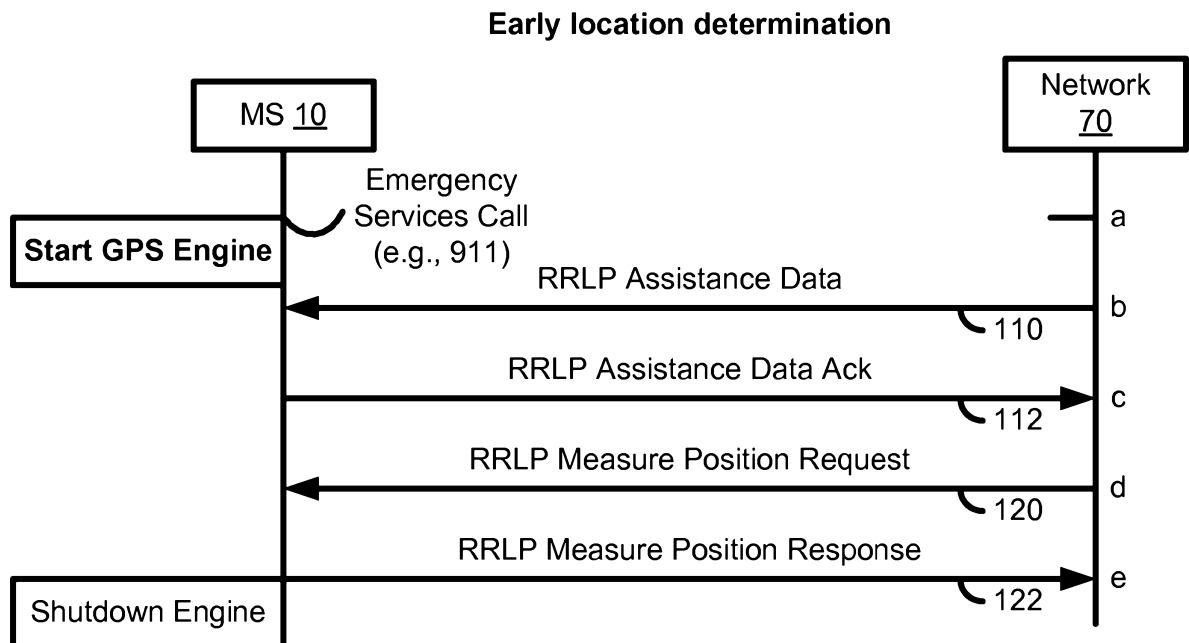 Early location determination
MS 10
Network
70
Emergency
Services Call
(e.g., 911)
a
Start GPS Engine
RRLP Assistance Data
b
110
RRLP Assistance Data Ack
c
112
RRLP Measure Position Request
d
120
RRLP Measure Position Response
e
122
Shutdown Engine